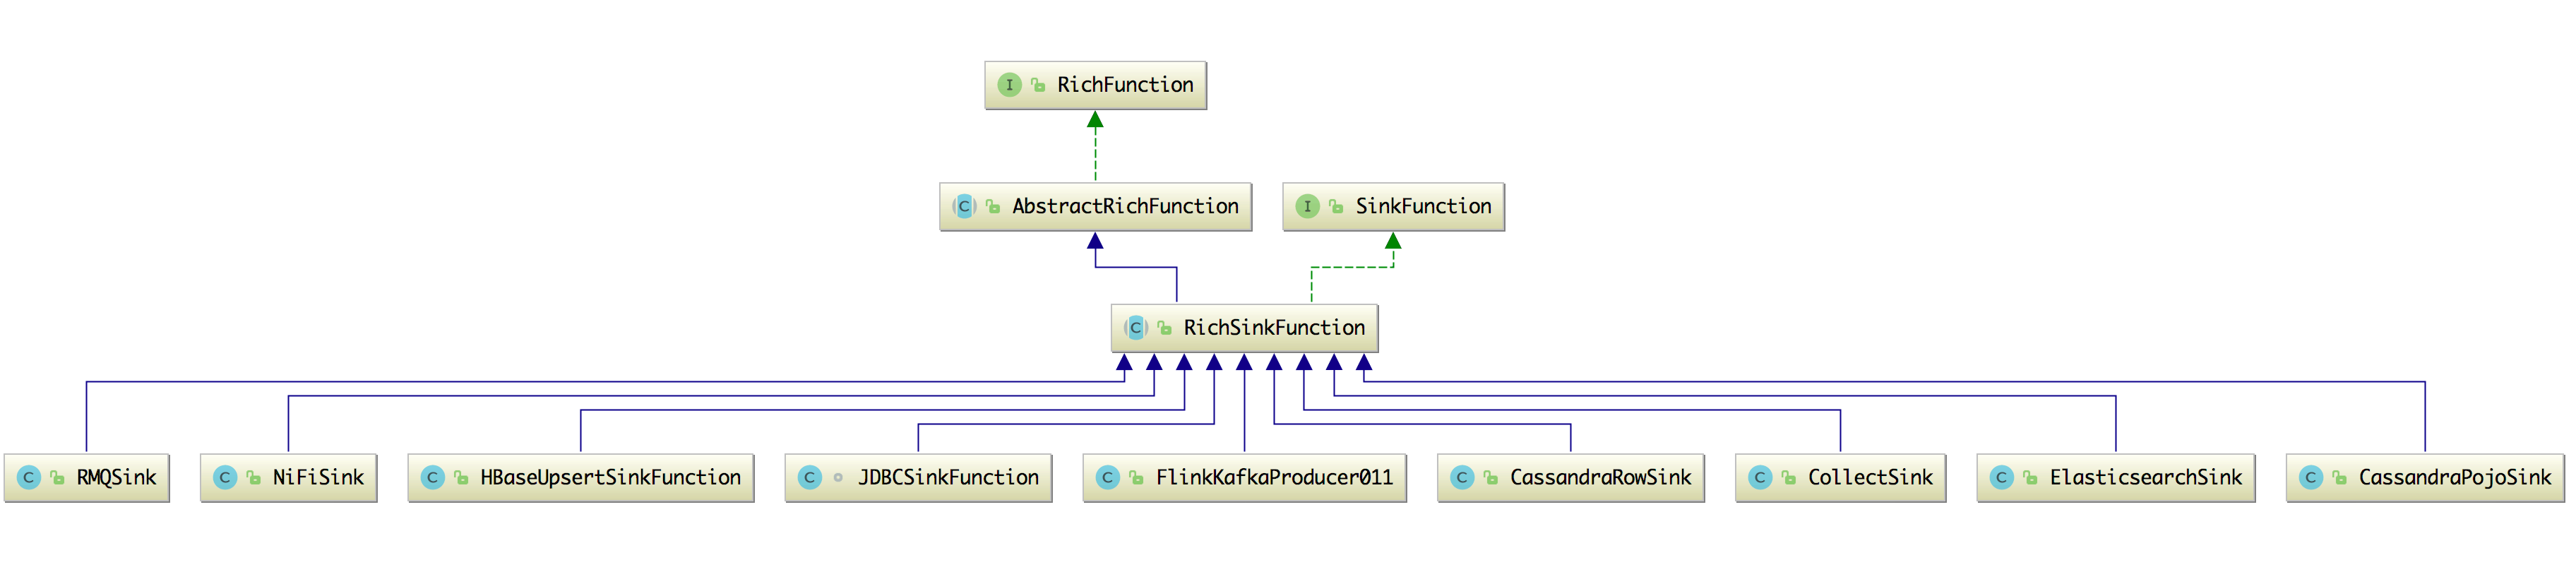 I RichFunction
C AbstractRichFunction
I SinkFunction
C RichSinkFunction
C RMQSink
C NiFiSink
C HBaseUpsertSinkFunction
C JDBCSinkFunction
C FlinkKafkaProducer011
C CassandraRowSink
C CollectSink
C ElasticsearchSink
C CassandraPojoSink